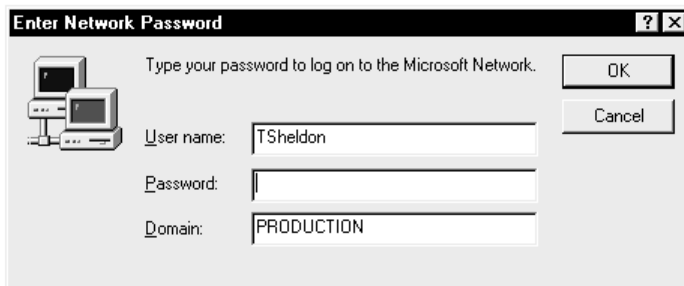 Enter Network Password
Type your password to log on to the Microsoft Network.
OK
Cancel
User name: TSheldon
Password:
Domain: PRODUCTION